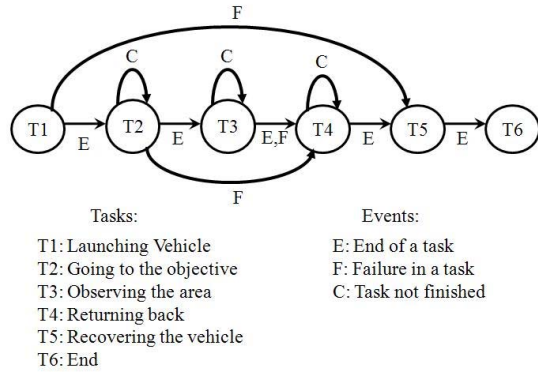 F
C C C
T1 T2 T3 T4 T5 T6
E E E,F E E
F
Tasks:
T1: Launching Vehicle
T2: Going to the objective
T3: Observing the area
T4: Returning back
T5: Recovering the vehicle
T6: End
Events:
E: End of a task
F: Failure in a task
C: Task not finished